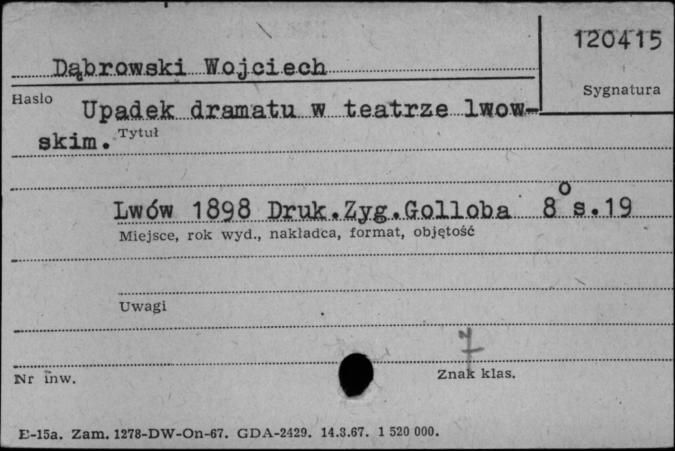 120415
Dąbrowski Wojciech
Sygnatura
Hasło
Upadek dramatu w teatrze lwow-
skim.
Tytuł
Lwów 1898 Druk.Zyg.Golloba 8° s.19
Miejsce, rok wyd., nakładca, format, objętość
Uwagi
7
Nr inw.
Znak klas.
E-15a. Zam. 1278-DW-On-67. GDA-2429. 14.3.67. 1 520 000.